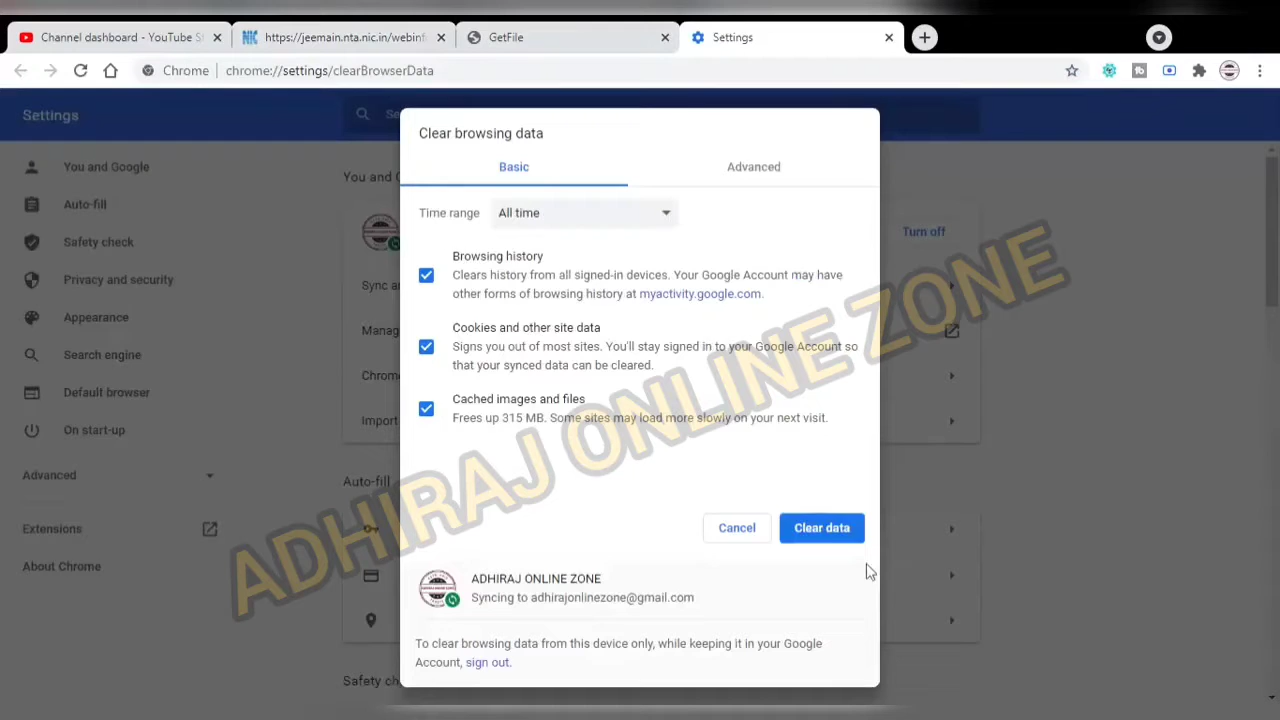 Channel dashboard - YouTube S
https://jeemain.nta.nic.in/webinf
GetFile
Settings
Chrome
chrome://settings/clearBrowserData
Settings
Se
Clear browsing data
Basic
Advanced
Time range
All time
Browsing history
Clears history from all signed-in devices. Your Google Account may have
other forms of browsing history at myactivity.google.com.
Cookies and other site data
Signs you out of most sites. You'll stay signed in to your Google Account so
that your synced data can be cleared.
Cached images and files
Frees up 315 MB. Some sites may load more slowly on your next visit.
Cancel
Clear data
ADHIRAJ ONLINE ZONE
Syncing to adhirajonlinezone@gmail.com
To clear browsing data from this device only, while keeping it in your Google
Account, sign out.
You and Google
Auto-fill
Safety check
Privacy and security
Appearance
Search engine
Default browser
On start-up
Advanced
Extensions
About Chrome
You and G
Turn off
Sync a
Manag
Chrom
Import
Auto-fill
Safety ch
ADHIRAJ ONLINE ZONE